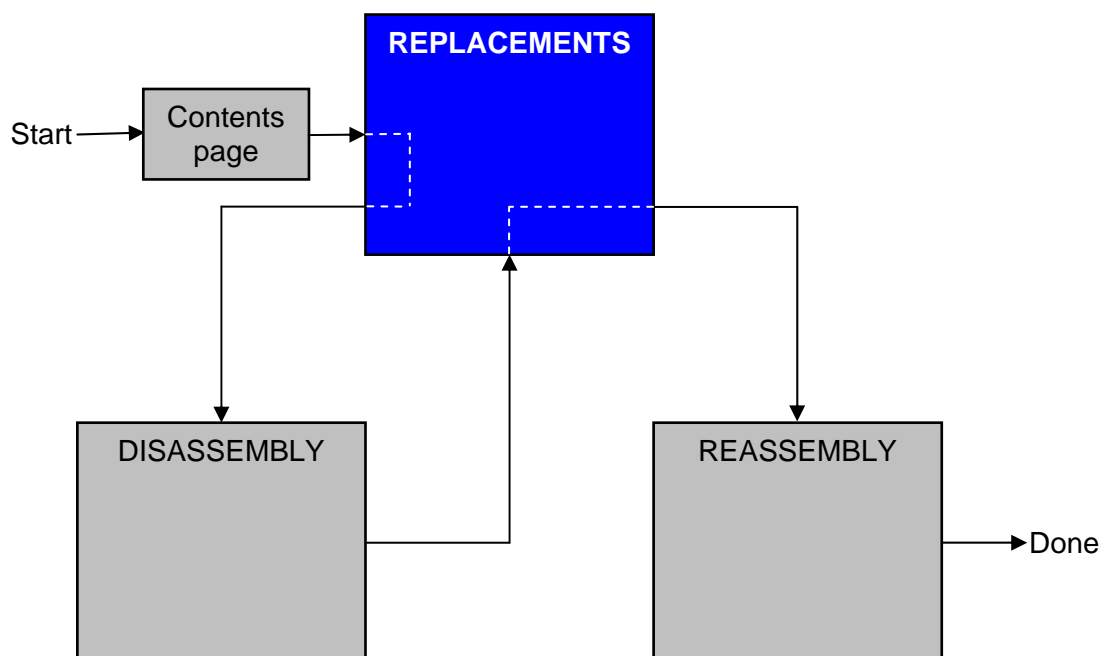 REPLACEMENTS
Start
Contents
page
DISASSEMBLY
REASSEMBLY
Done